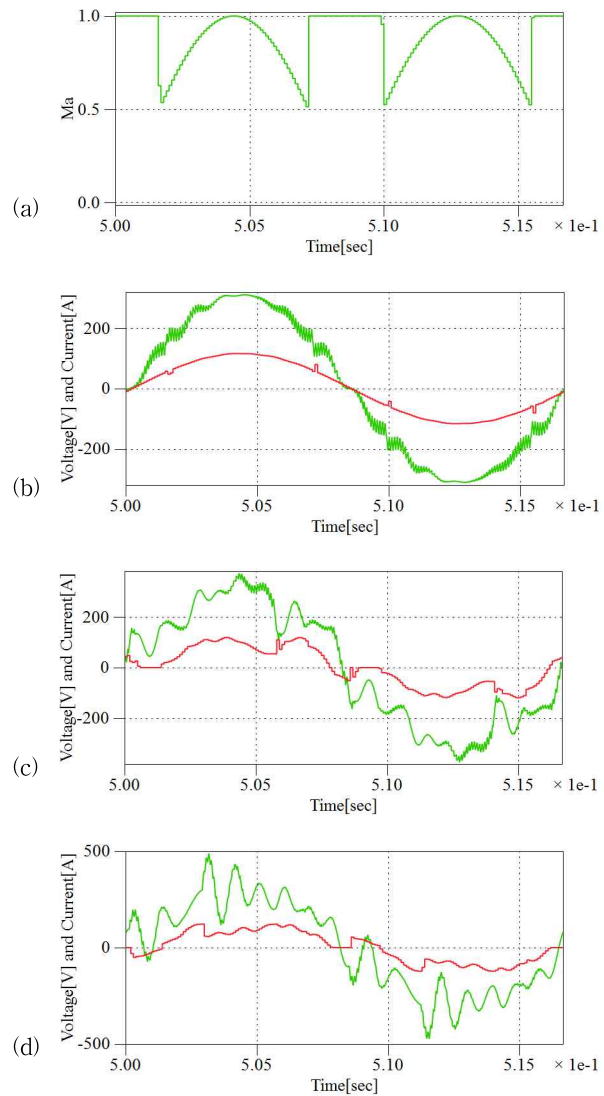 1.0
0.5
0.0
Ma
(a)
5.00 5.05 5.10 5.15 × 1e-1
Time[sec]
200
0
-200
Voltage[V] and Current[A]
(b)
5.00 5.05 5.10 5.15 × 1e-1
Time[sec]
200
0
-200
Voltage[V] and Current[A]
(c)
5.00 5.05 5.10 5.15 × 1e-1
Time[sec]
500
0
-500
Voltage[V] and Current[A]
(d)
5.00 5.05 5.10 5.15 × 1e-1
Time[sec]